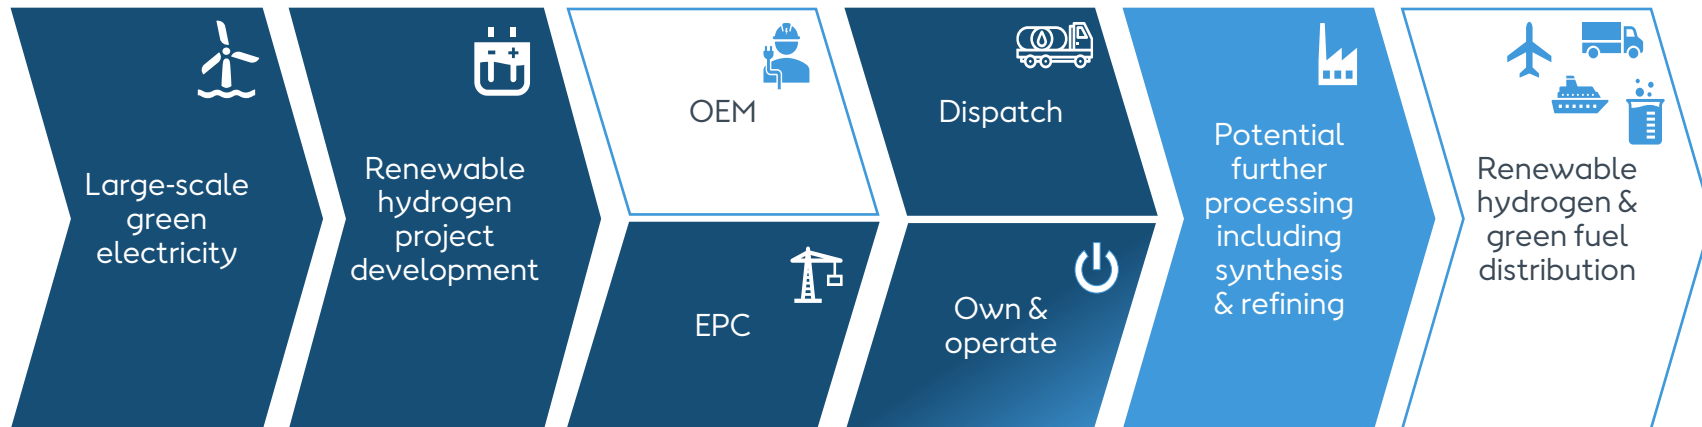 Large-scale
green
electricity
Renewable
hydrogen
project
development
OEM
EPC
Dispatch
Own &
operate
Potential
further
processing
including
synthesis
& refining
Renewable
hydrogen &
green fuel
distribution